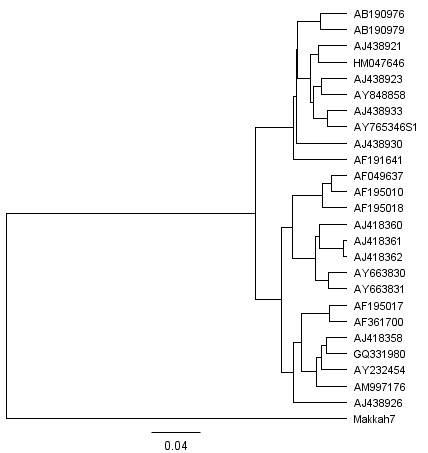 AB190976
AB190979
AJ438921
HM047646
AJ438923
AY848858
AJ438933
AY765346S1
AJ438930
AF191641
AF049637
AF195010
AF195018
AJ418360
AJ418361
AJ418362
AY663830
AY663831
AF195017
AF361700
AJ418358
GQ331980
AY232454
AM997176
AJ438926
Makkah7
0.04